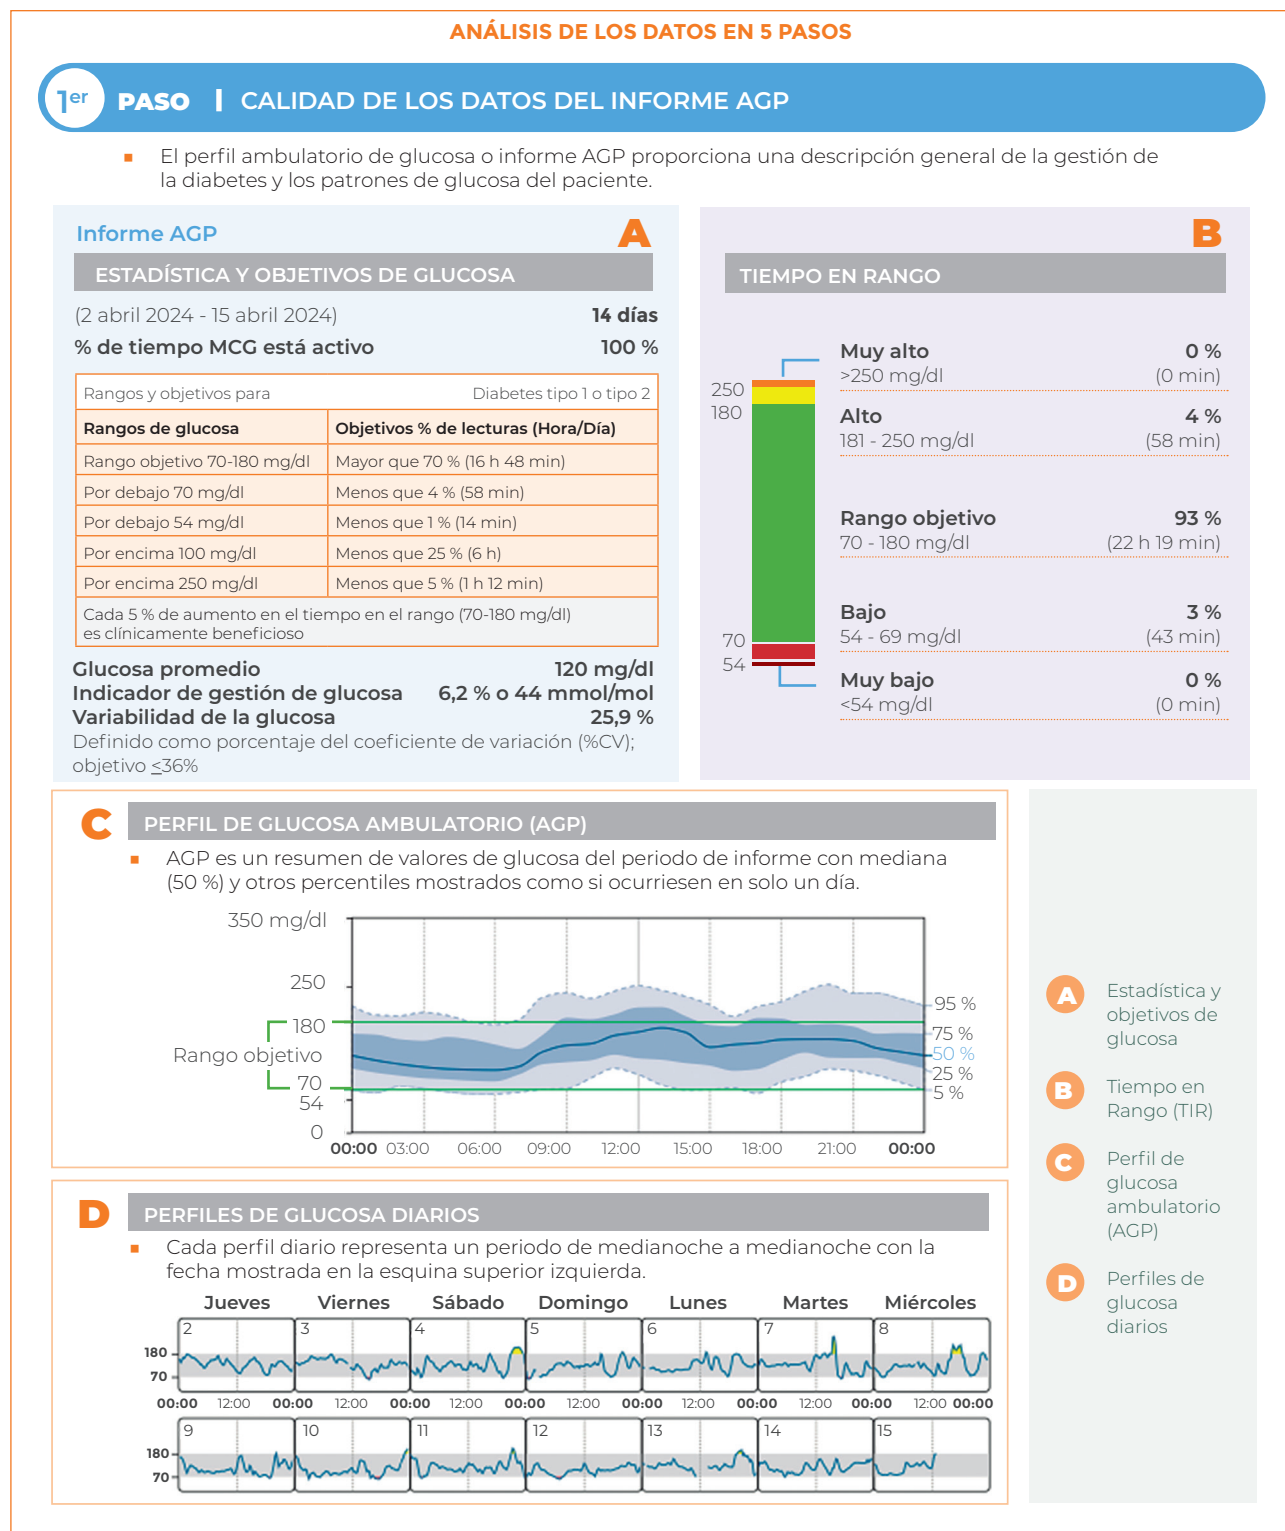 ANÁLISIS DE LOS DATOS EN 5 PASOS
1er PASO | CALIDAD DE LOS DATOS DEL INFORME AGP
▪ El perfil ambulatorio de glucosa o informe AGP proporciona una descripción general de la gestión de
la diabetes y los patrones de glucosa del paciente.
Informe AGP A
ESTADÍSTICA Y OBJETIVOS DE GLUCOSA
(2 abril 2024 - 15 abril 2024) 14 días
% de tiempo MCG está activo 100 %
Rangos y objetivos para Diabetes tipo 1 o tipo 2
Rangos de glucosa Objetivos % de lecturas (Hora/Día)
Rango objetivo 70-180 mg/dl Mayor que 70 % (16 h 48 min)
Por debajo 70 mg/dl Menos que 4 % (58 min)
Por debajo 54 mg/dl Menos que 1 % (14 min)
Por encima 100 mg/dl Menos que 25 % (6 h)
Por encima 250 mg/dl Menos que 5 % (1 h 12 min)
Cada 5 % de aumento en el tiempo en el rango (70-180 mg/dl)
es clínicamente beneficioso
Glucosa promedio 120 mg/dl
Indicador de gestión de glucosa 6,2 % o 44 mmol/mol
Variabilidad de la glucosa 25,9 %
Definido como porcentaje del coeficiente de variación (%CV);
objetivo ≤36%
B
TIEMPO EN RANGO
250
180
70
54
Muy alto 0 %
>250 mg/dl (0 min)
Alto 4 %
181 - 250 mg/dl (58 min)
Rango objetivo 93 %
70 - 180 mg/dl (22 h 19 min)
Bajo 3 %
54 - 69 mg/dl (43 min)
Muy bajo 0 %
<54 mg/dl (0 min)
C PERFIL DE GLUCOSA AMBULATORIO (AGP)
▪ AGP es un resumen de valores de glucosa del periodo de informe con mediana
(50 %) y otros percentiles mostrados como si ocurriesen en solo un día.
350 mg/dl
250
180
Rango objetivo
70
54
0
95 %
75 %
50 %
25 %
5 %
00:00 03:00 06:00 09:00 12:00 15:00 18:00 21:00 00:00
D PERFILES DE GLUCOSA DIARIOS
▪ Cada perfil diario representa un periodo de medianoche a medianoche con la
fecha mostrada en la esquina superior izquierda.
Jueves Viernes Sábado Domingo Lunes Martes Miércoles
2 3 4 5 6 7 8
180
70
00:00 12:00 00:00 12:00 00:00 12:00 00:00 12:00 00:00 12:00 00:00 12:00 00:00 12:00 00:00
9 10 11 12 13 14 15
180
70
A Estadística y
objetivos de
glucosa
B Tiempo en
Rango (TIR)
C Perfil de
glucosa
ambulatorio
(AGP)
D Perfiles de
glucosa
diarios